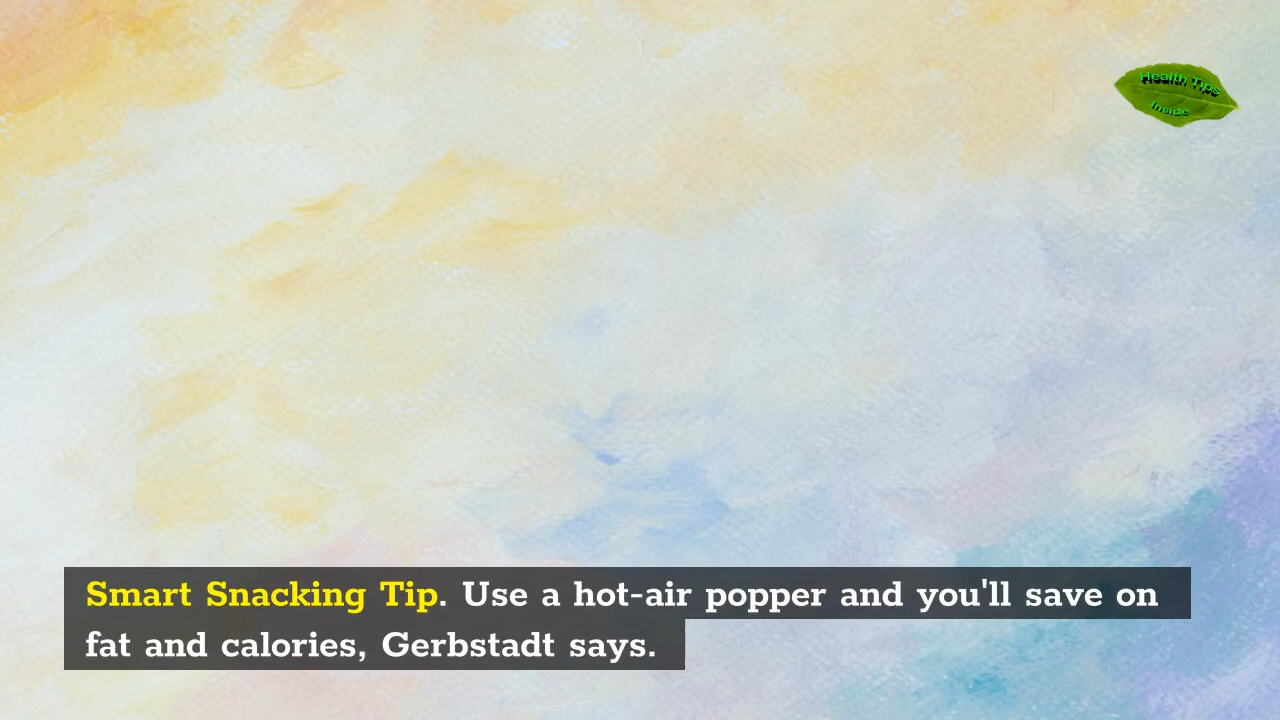 Health Tips
Inside
Smart Snacking Tip. Use a hot-air popper and you'll save on
fat and calories, Gerbstadt says.